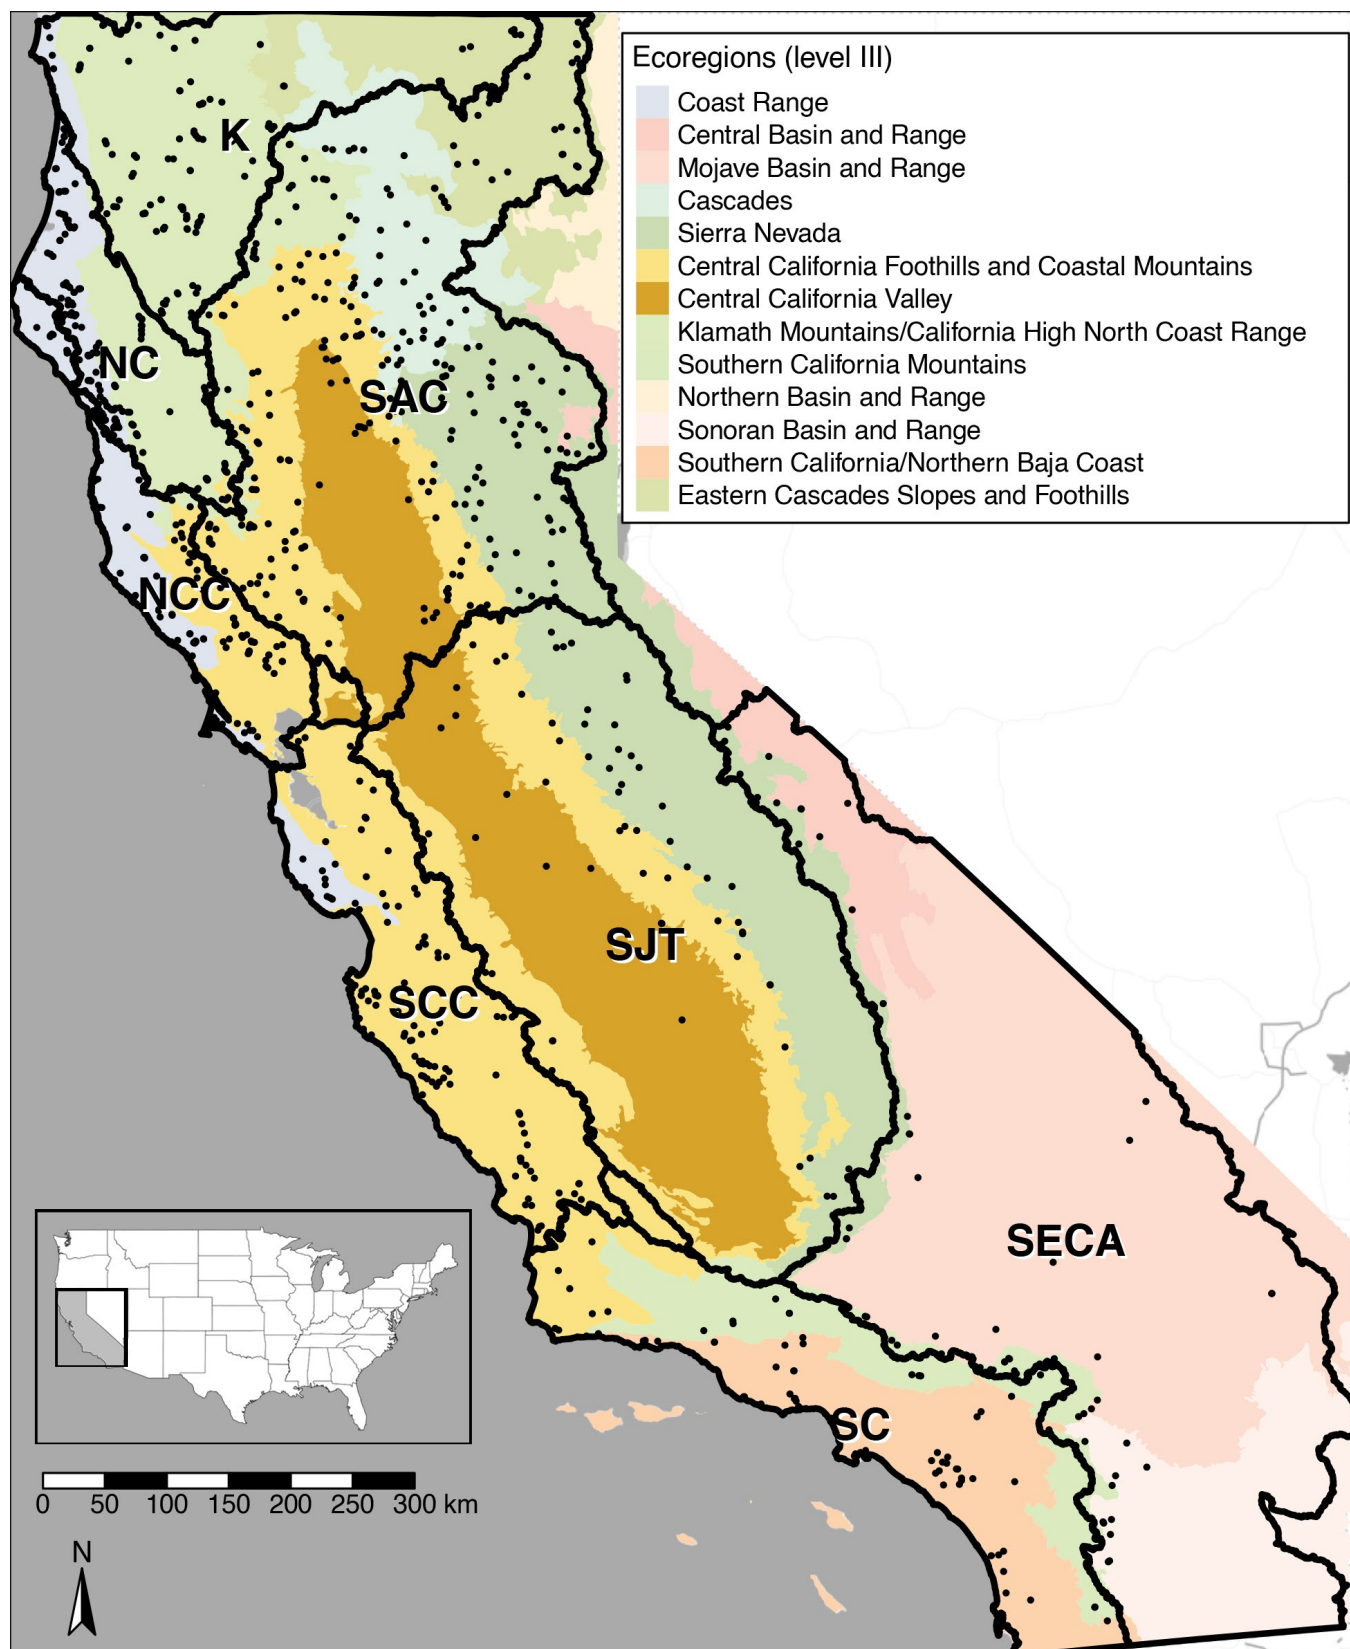 Ecoregions (level III)
Coast Range
Central Basin and Range
Mojave Basin and Range
Cascades
Sierra Nevada
Central California Foothills and Coastal Mountains
Central California Valley
Klamath Mountains/California High North Coast Range
Southern California Mountains
Northern Basin and Range
Sonoran Basin and Range
Southern California/Northern Baja Coast
Eastern Cascades Slopes and Foothills
K
NC
SAC
NCC
SJT
SCC
SECA
SC
0 50 100 150 200 250 300 km
N